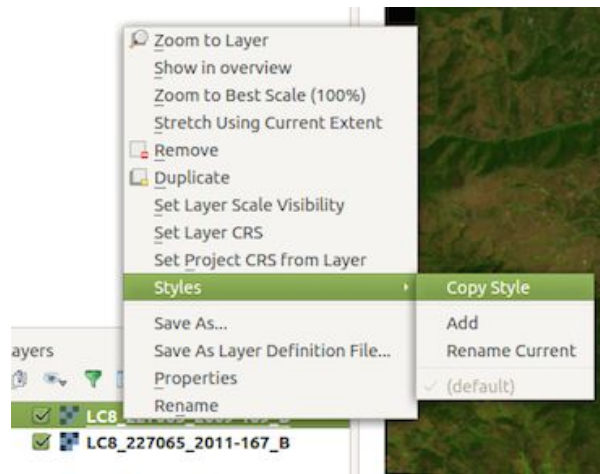 Zoom to Layer
Show in overview
Zoom to Best Scale (100%)
Stretch Using Current Extent
Remove
Duplicate
Set Layer Scale Visibility
Set Layer CRS
Set Project CRS from Layer
Styles
Copy Style
Save As...
Add
Save As Layer Definition File...
Rename Current
Properties
(default)
Rename
ayers
LC8_227065_2011-167_B